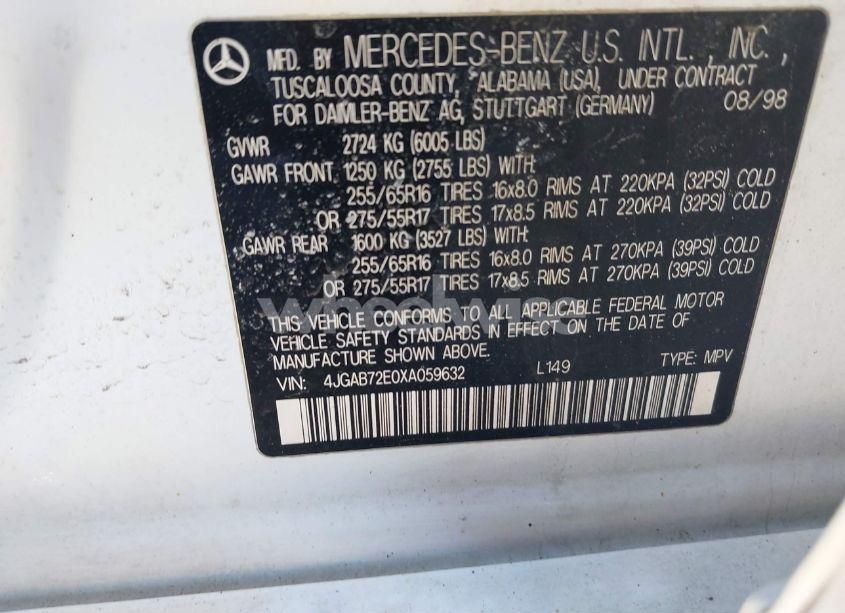 MFD. BY MERCEDES-BENZ U.S. INTL., INC.,
TUSCALOOSA COUNTY, ALABAMA (USA), UNDER CONTRACT
FOR DAIMLER-BENZ AG, STUTTGART (GERMANY) 08/98
GVWR 2724 KG (6005 LBS)
GAWR FRONT 1250 KG (2755 LBS) WITH:
255/65R16 TIRES 16x8.0 RIMS AT 220KPA (32PSI) COLD
OR 275/55R17 TIRES 17x8.5 RIMS AT 220KPA (32PSI) COLD
GAWR REAR 1600 KG (3527 LBS) WITH:
255/65R16 TIRES 16x8.0 RIMS AT 270KPA (39PSI) COLD
OR 275/55R17 TIRES 17x8.5 RIMS AT 270KPA (39PSI) COLD
THIS VEHICLE CONFORMS TO ALL APPLICABLE FEDERAL MOTOR
VEHICLE SAFETY STANDARDS IN EFFECT ON THE DATE OF
MANUFACTURE SHOWN ABOVE.
VIN: 4JGAB72E0XA059632 L149 TYPE: MPV